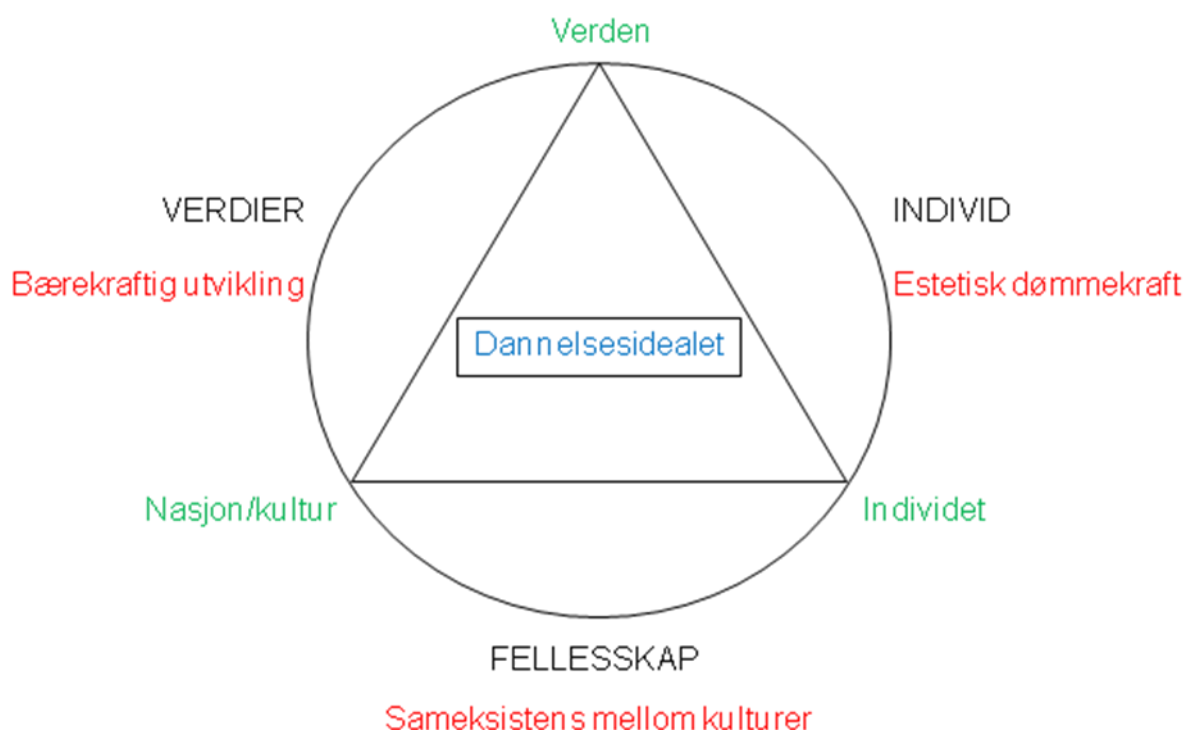 Verden
VERDIER
INDIVID
Bærekraftig utvikling
Estetisk dømmekraft
Dannelsesidealet
Nasjon/kultur
Individet
FELLESSKAP
Sameksistens mellom kulturer